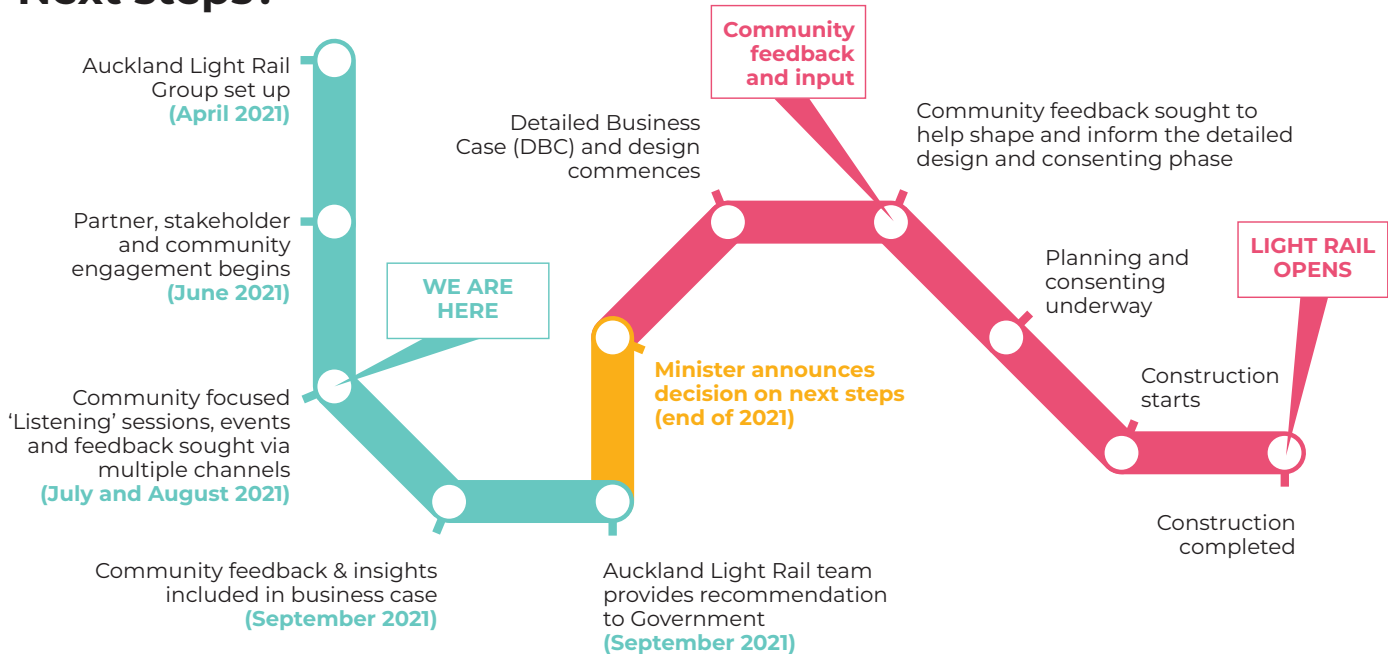 Next steps?
Auckland Light Rail
Group set up
(April 2021)
Partner, stakeholder
and community
engagement begins
(June 2021)
WE ARE
HERE
Community focused
‘Listening’ sessions, events
and feedback sought via
multiple channels
(July and August 2021)
Community feedback & insights
included in business case
(September 2021)
Auckland Light Rail team
provides recommendation
to Government
(September 2021)
Minister announces
decision on next steps
(end of 2021)
Detailed Business
Case (DBC) and design
commences
Community
feedback
and input
Community feedback sought to
help shape and inform the detailed
design and consenting phase
Planning and
consenting
underway
Construction
starts
LIGHT RAIL
OPENS
Construction
completed